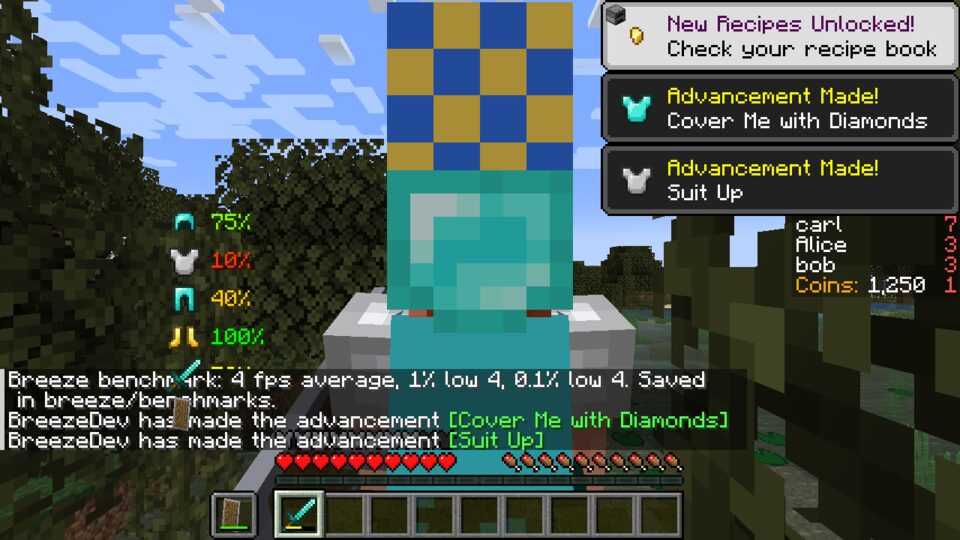 New Recipes Unlocked!
Check your recipe book
Advancement Made!
Cover Me with Diamonds
Advancement Made!
Suit Up
carl 7
Alice 3
bob 3
Coins: 1,250 1
75%
10%
40%
100%
Breeze benchmark: 4 fps average, 1% low 4, 0.1% low 4. Saved
in breeze/benchmarks.
BreezeDev has made the advancement [Cover Me with Diamonds]
BreezeDev has made the advancement [Suit Up]